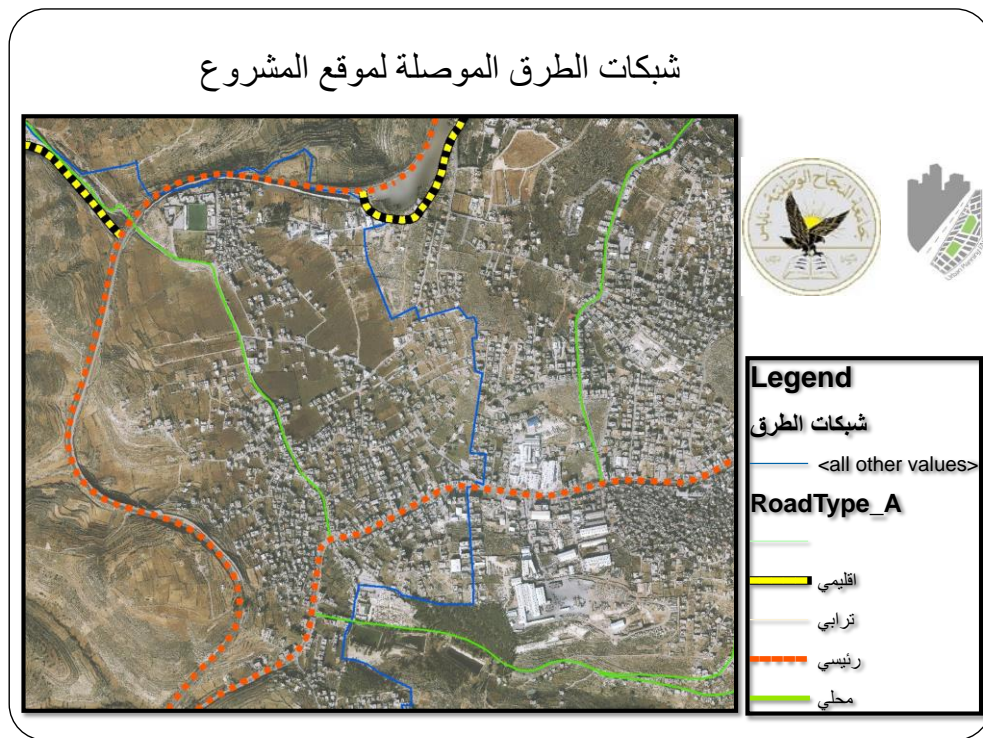 شبكات الطرق الموصلة لموقع المشروع
Legend
شبكات الطرق
<all other values>
RoadType_A
اقليمي
ترابي
رئيسي
محلي